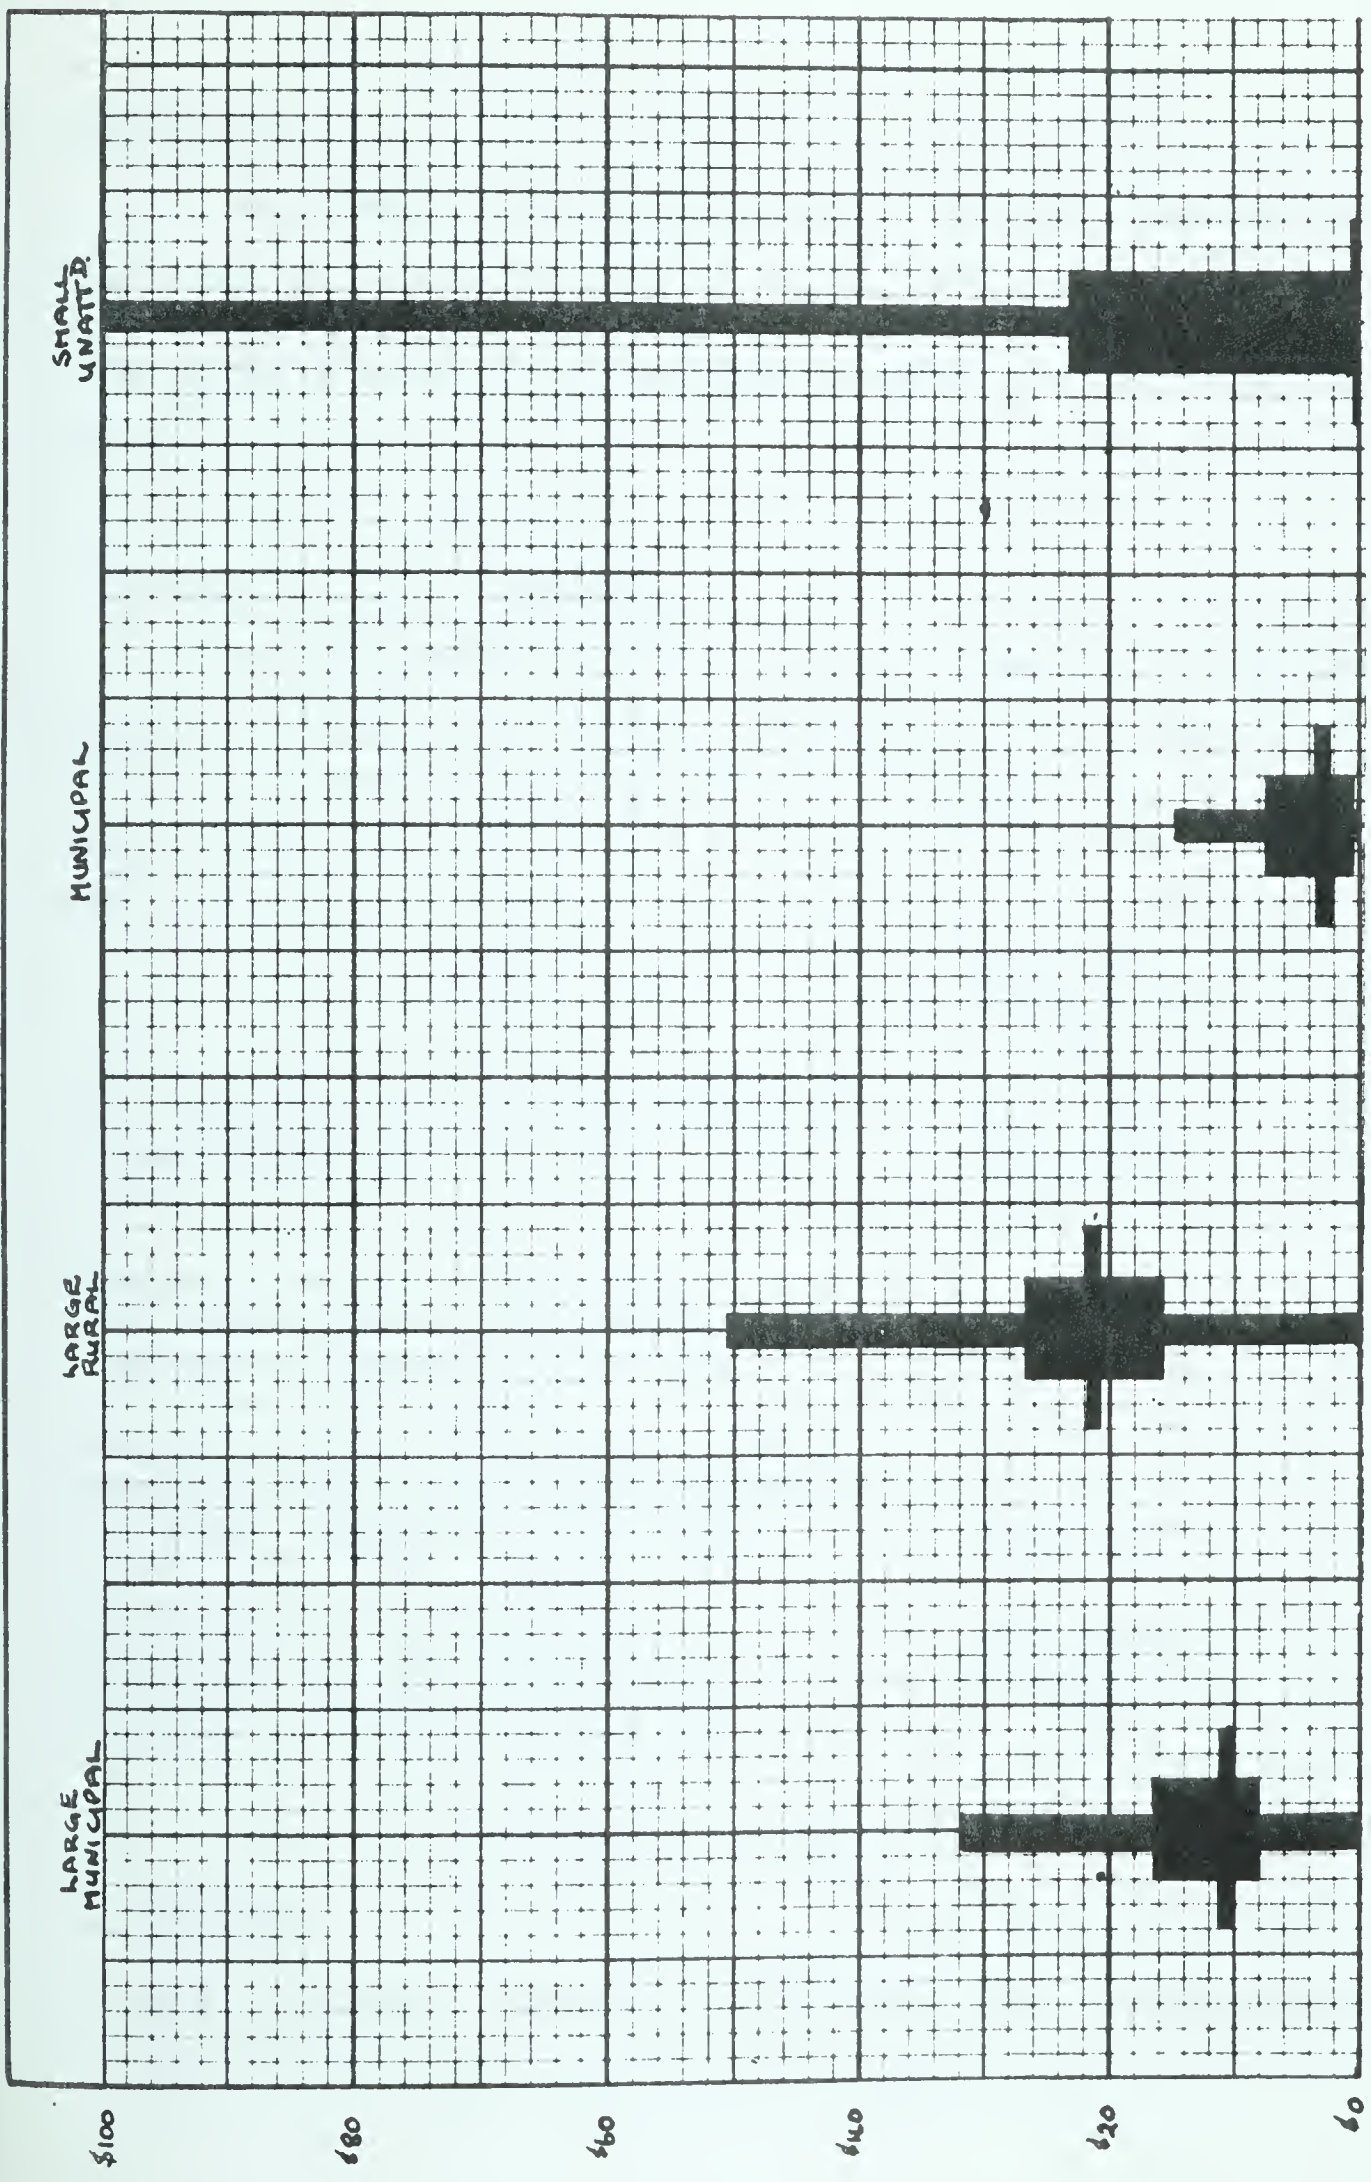 $100
$80
$60
$40
$20
$0
LARGE
MUNICIPAL
LARGE
RURAL
MUNICIPAL
SMALL
UNATT'D.